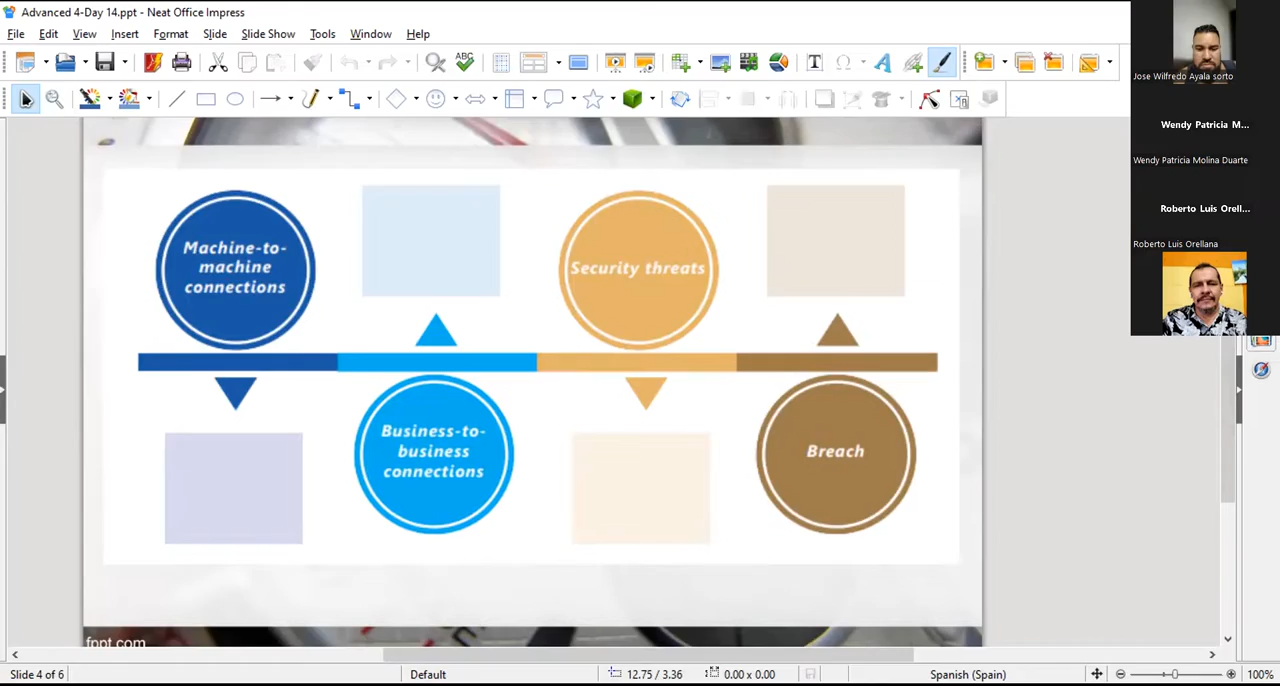 Advanced 4-Day 14.ppt - Neat Office Impress
File Edit View Insert Format Slide Slide Show Tools Window Help
ABC
T Ω A
Jose Wilfredo Ayala sorto
Wendy Patricia M...
Wendy Patricia Molina Duarte
Roberto Luis Orell...
Roberto Luis Orellana
Machine-to-
machine
connections
Security threats
Business-to-
business
connections
Breach
fppt.com
Slide 4 of 6
Default
12.75 / 3.36
0.00 x 0.00
Spanish (Spain)
100%